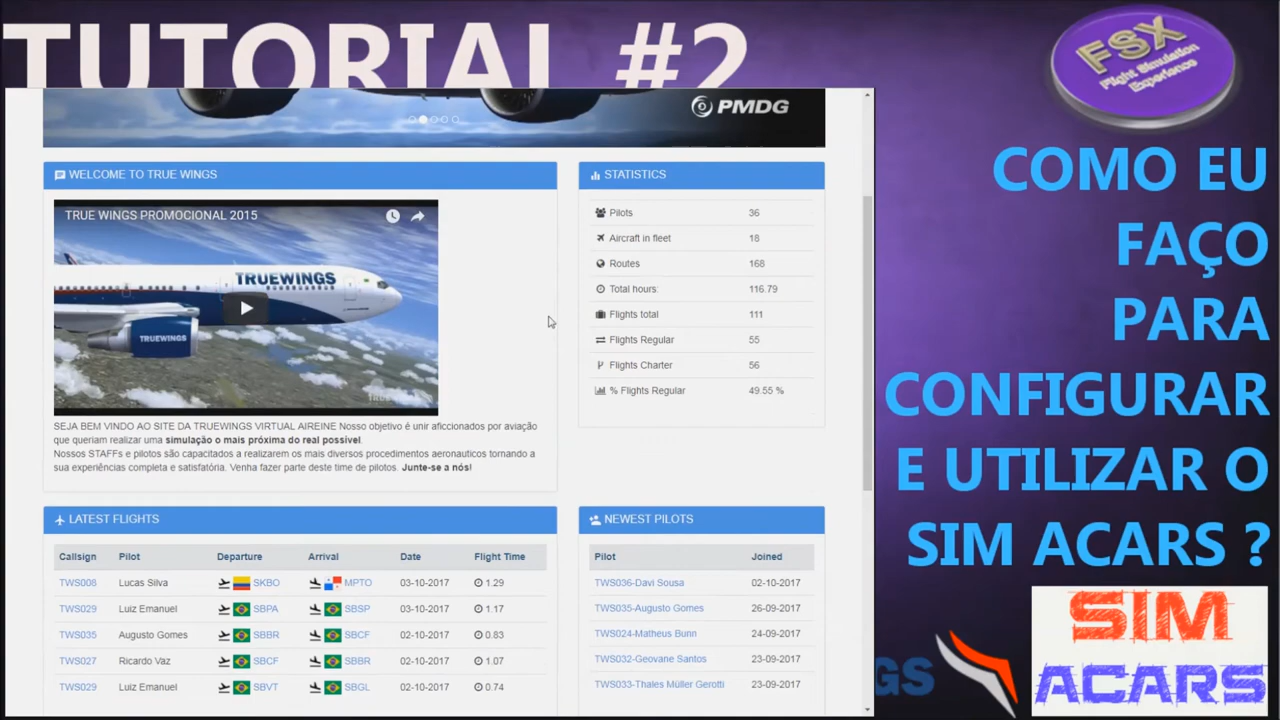 TUTORIAL #2
FSX
Flight Simulation
Experience
PMDG
WELCOME TO TRUE WINGS
TRUE WINGS PROMOCIONAL 2015
TRUEWINGS
TRUEWINGS
SEJA BEM VINDO AO SITE DA TRUEWINGS VIRTUAL AIREINE Nosso objetivo é unir aficcionados por aviação
que queriam realizar uma simulação o mais próxima do real possível.
Nossos STAFFs e pilotos são capacitados a realizarem os mais diversos procedimentos aeronauticos tornando a
sua experiências completa e satisfatória. Venha fazer parte deste time de pilotos. Junte-se a nós!
STATISTICS
Pilots 36
Aircraft in fleet 18
Routes 168
Total hours: 116.79
Flights total 111
Flights Regular 55
Flights Charter 56
% Flights Regular 49.55 %
LATEST FLIGHTS
Callsign Pilot Departure Arrival Date Flight Time
TWS008 Lucas Silva SKBO MPTO 03-10-2017 1.29
TWS029 Luiz Emanuel SBPA SBSP 03-10-2017 1.17
TWS035 Augusto Gomes SBBR SBCF 02-10-2017 0.83
TWS027 Ricardo Vaz SBCF SBBR 02-10-2017 1.07
TWS029 Luiz Emanuel SBVT SBGL 02-10-2017 0.74
NEWEST PILOTS
Pilot Joined
TWS036-Davi Sousa 02-10-2017
TWS035-Augusto Gomes 26-09-2017
TWS024-Matheus Bunn 24-09-2017
TWS032-Geovane Santos 23-09-2017
TWS033-Thales Müller Gerotti 23-09-2017
COMO EU
FAÇO
PARA
CONFIGURAR
E UTILIZAR O
SIM ACARS ?
GS
SIM
ACARS